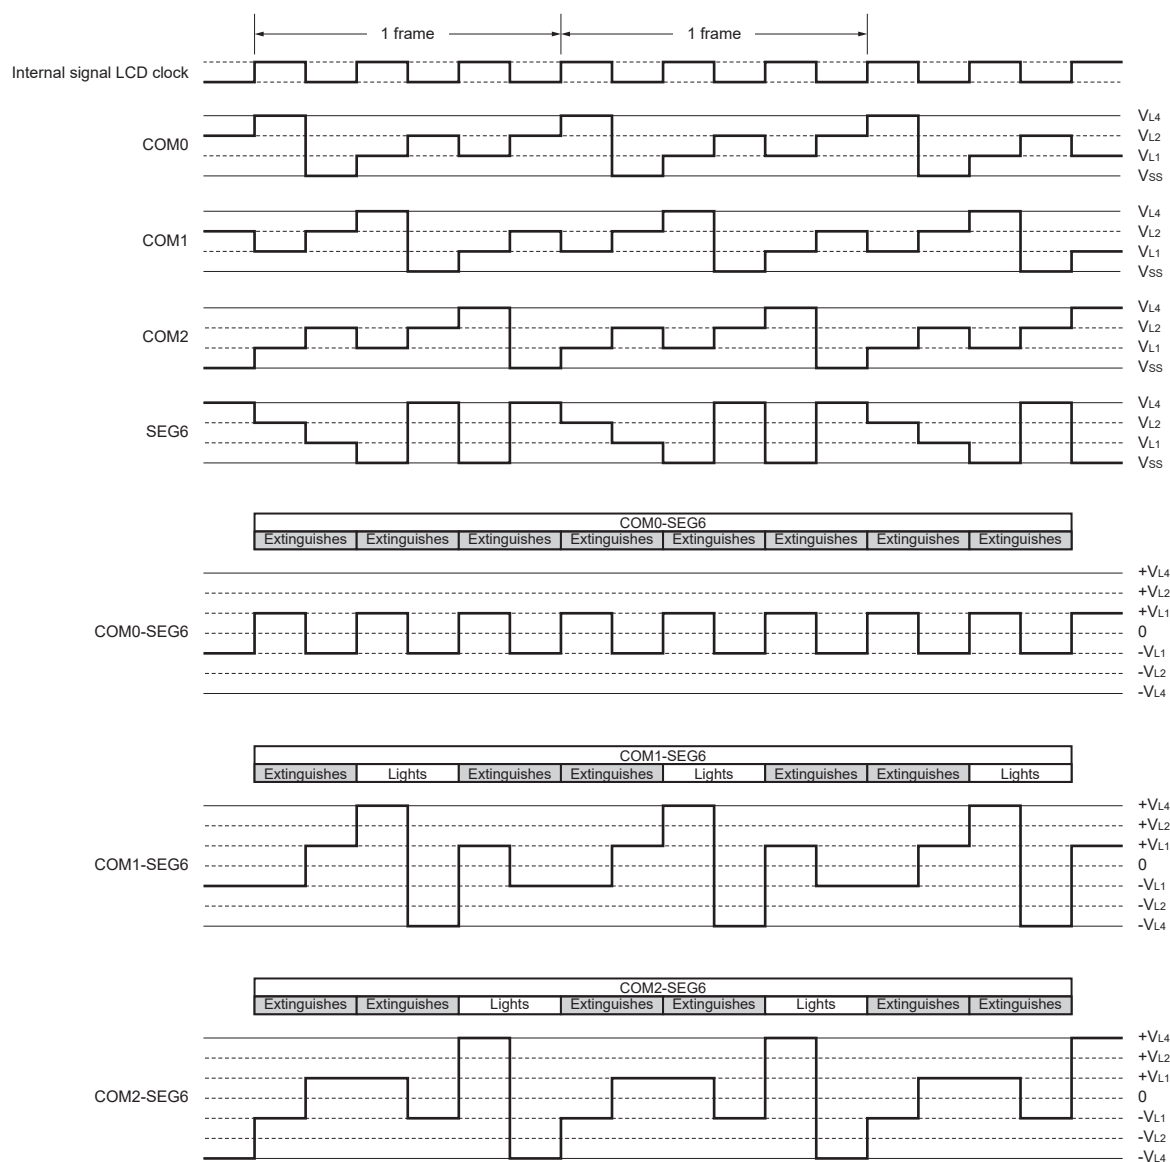 1 frame 1 frame
Internal signal LCD clock
COM0
VL4
VL2
VL1
VSS
COM1
VL4
VL2
VL1
VSS
COM2
VL4
VL2
VL1
VSS
SEG6
VL4
VL2
VL1
VSS
COM0-SEG6
Extinguishes Extinguishes Extinguishes Extinguishes Extinguishes Extinguishes Extinguishes Extinguishes
COM0-SEG6
+VL4
+VL2
+VL1
0
-VL1
-VL2
-VL4
COM1-SEG6
Extinguishes Lights Extinguishes Extinguishes Lights Extinguishes Extinguishes Lights
COM1-SEG6
+VL4
+VL2
+VL1
0
-VL1
-VL2
-VL4
COM2-SEG6
Extinguishes Extinguishes Lights Extinguishes Extinguishes Lights Extinguishes Extinguishes
COM2-SEG6
+VL4
+VL2
+VL1
0
-VL1
-VL2
-VL4